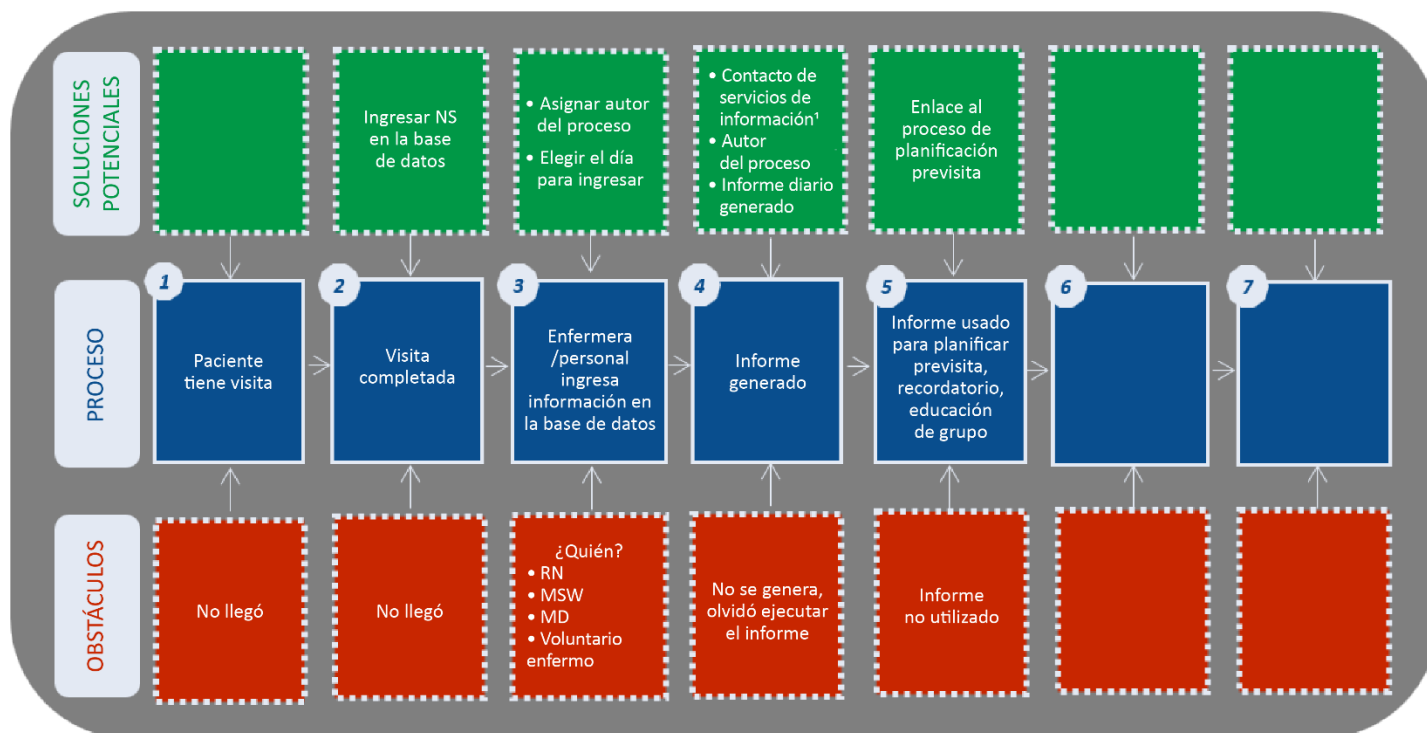 SOLUCIONES
POTENCIALES
Ingresar NS
en la base
de datos
• Asignar autor
del proceso
• Elegir el día
para ingresar
• Contacto de
servicios de
información¹
• Autor
del proceso
• Informe diario
generado
Enlace al
proceso de
planificación
previsita
PROCESO
1
Paciente
tiene visita
2
Visita
completada
3
Enfermera
/personal
ingresa
información en
la base de datos
4
Informe
generado
5
Informe usado
para planificar
previsita,
recordatorio,
educación
de grupo
6
7
OBSTÁCULOS
No llegó
No llegó
¿Quién?
• RN
• MSW
• MD
• Voluntario
enfermo
No se genera,
olvidó ejecutar
el informe
Informe
no utilizado